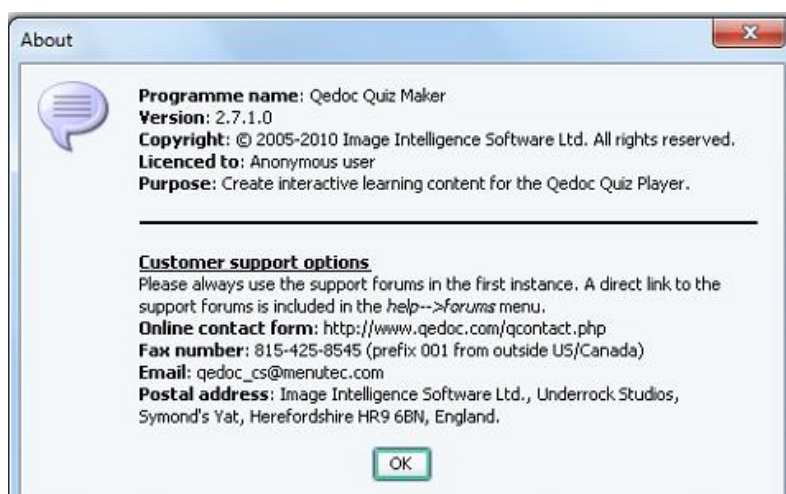 About
Programme name: Qedoc Quiz Maker
Version: 2.7.1.0
Copyright: © 2005-2010 Image Intelligence Software Ltd. All rights reserved.
Licenced to: Anonymous user
Purpose: Create interactive learning content for the Qedoc Quiz Player.
Customer support options
Please always use the support forums in the first instance. A direct link to the
support forums is included in the help-->forums menu.
Online contact form: http://www.qedoc.com/qcontact.php
Fax number: 815-425-8545 (prefix 001 from outside US/Canada)
Email: qedoc_cs@menutec.com
Postal address: Image Intelligence Software Ltd., Underrock Studios,
Symond's Yat, Herefordshire HR9 6BN, England.
OK